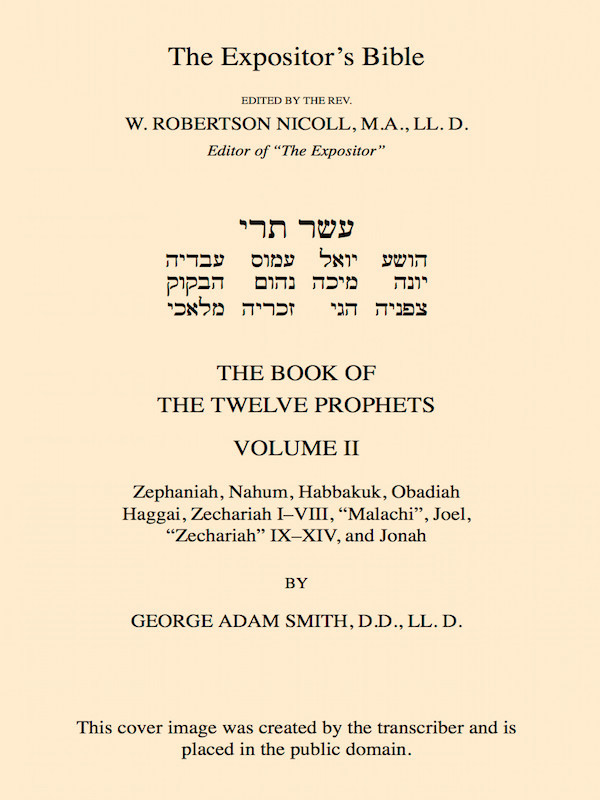 The Expositor’s Bible
EDITED BY THE REV.
W. ROBERTSON NICOLL, M.A., LL. D.
Editor of “The Expositor”
עשר תרי
הושע יואל עמוס עבדיה
יונה מיכה נהום הבקוק
צפניה הגי זכריה מלאכי
THE BOOK OF
THE TWELVE PROPHETS
VOLUME II
Zephaniah, Nahum, Habbakuk, Obadiah
Haggai, Zechariah I–VIII, “Malachi”, Joel,
“Zechariah” IX–XIV, and Jonah
BY
GEORGE ADAM SMITH, D.D., LL. D.
This cover image was created by the transcriber and is
placed in the public domain.